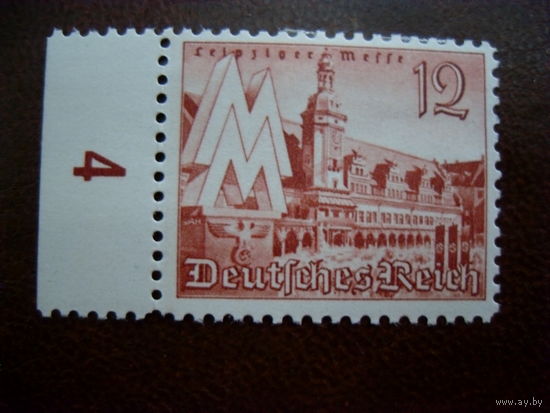 Leipziger Messe
12
MM
4
Deutsches Reich
www.ay.by